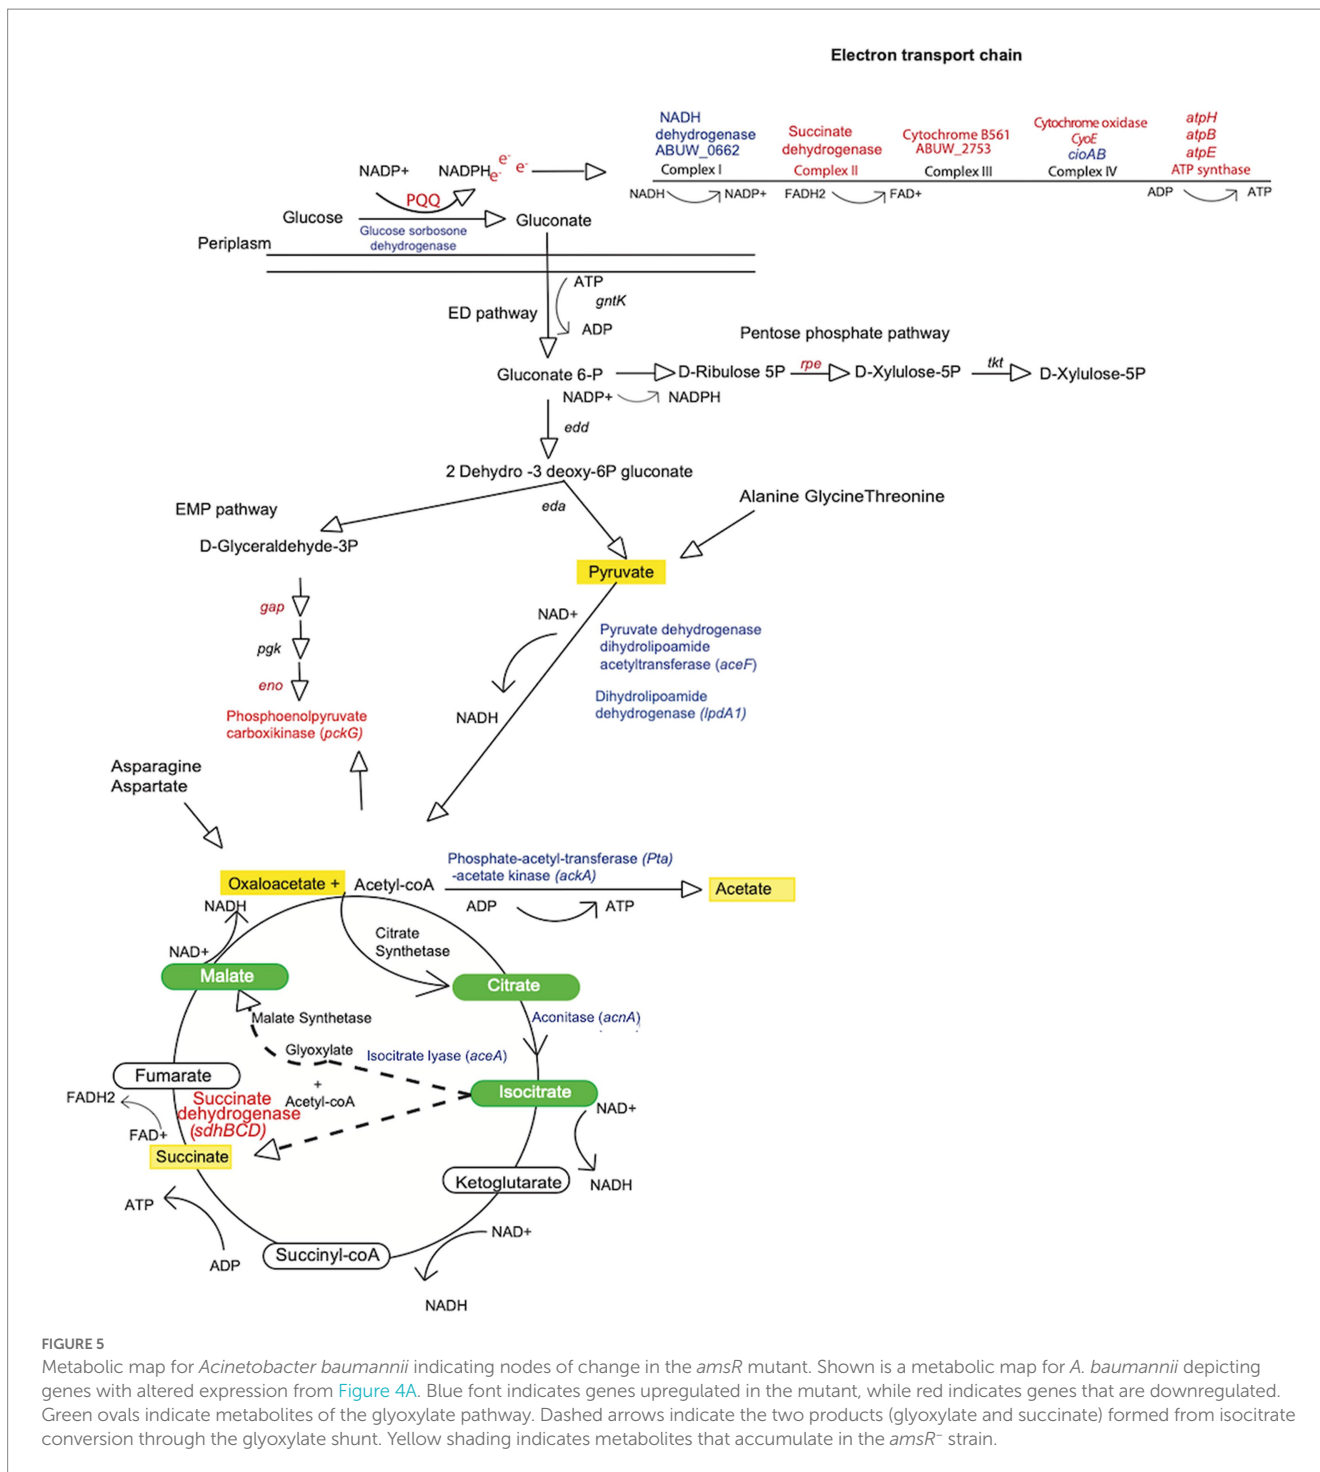 Electron transport chain
NADH
dehydrogenase
ABUW_0662
Complex I
Succinate
dehydrogenase
Complex II
Cytochrome B561
ABUW_2753
Complex III
Cytochrome oxidase
CyoE
cioAB
Complex IV
atpH
atpB
atpE
ATP synthase
NADH
NADP+
FADH2
FAD+
ADP
ATP
NADP+
NADPH
e-
e-
e-
PQQ
Glucose
Gluconate
Glucose sorbosone
dehydrogenase
Periplasm
ATP
gntK
ADP
ED pathway
Pentose phosphate pathway
Gluconate 6-P
D-Ribulose 5P
rpe
D-Xylulose-5P
tkt
D-Xylulose-5P
NADP+
NADPH
edd
2 Dehydro -3 deoxy-6P gluconate
eda
Alanine GlycineThreonine
EMP pathway
D-Glyceraldehyde-3P
Pyruvate
gap
pgk
eno
Phosphoenolpyruvate
carboxikinase (pckG)
NAD+
NADH
Pyruvate dehydrogenase
dihydrolipoamide
acetyltransferase (aceF)
Dihydrolipoamide
dehydrogenase (lpdA1)
Asparagine
Aspartate
Oxaloacetate +
Acetyl-coA
Phosphate-acetyl-transferase (Pta)
-acetate kinase (ackA)
Acetate
ADP
ATP
NADH
NAD+
Malate
Citrate
Synthetase
Citrate
Aconitase (acnA)
Malate Synthetase
Glyoxylate
+
Acetyl-coA
Isocitrate lyase (aceA)
Isocitrate
Fumarate
FADH2
FAD+
Succinate
dehydrogenase
(sdhBCD)
Succinate
NAD+
NADH
Ketoglutarate
ATP
ADP
Succinyl-coA
NAD+
NADH
FIGURE 5
Metabolic map for Acinetobacter baumannii indicating nodes of change in the amsR mutant. Shown is a metabolic map for A. baumannii depicting
genes with altered expression from Figure 4A. Blue font indicates genes upregulated in the mutant, while red indicates genes that are downregulated.
Green ovals indicate metabolites of the glyoxylate pathway. Dashed arrows indicate the two products (glyoxylate and succinate) formed from isocitrate
conversion through the glyoxylate shunt. Yellow shading indicates metabolites that accumulate in the amsR⁻ strain.